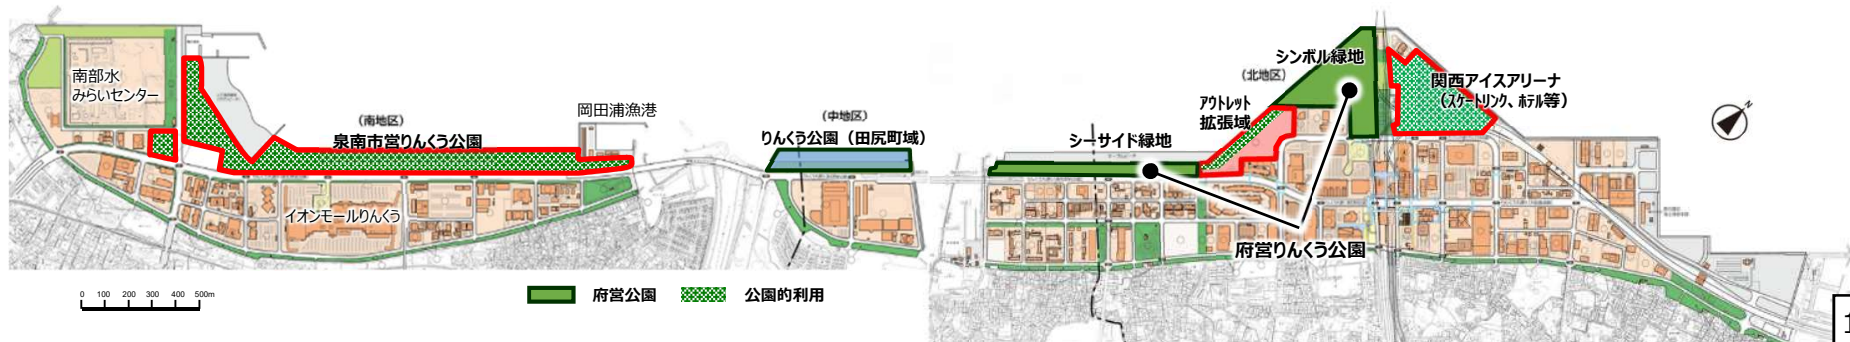 南部水
みらいセンター
(南地区)
泉南市営りんくう公園
岡田浦漁港
イオンモールりんくう
(中地区)
りんくう公園（田尻町域）
シーサイド緑地
アウトレット
拡張域
(北地区)
シンボル緑地
関西アイスアリーナ
（スケートリンク、ホテル等）
府営りんくう公園
N
0 100 200 300 400 500m
府営公園
公園的利用
1